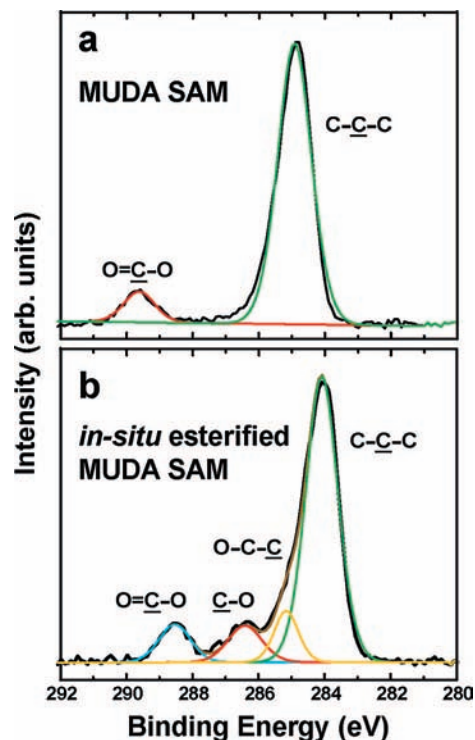 a
MUDA SAM
C–C–C
O=C–O
b
in-situ esterified
MUDA SAM
C–C–C
O–C–C
O=C–O
C–O
Intensity (arb. units)
292 290 288 286 284 282 280
Binding Energy (eV)